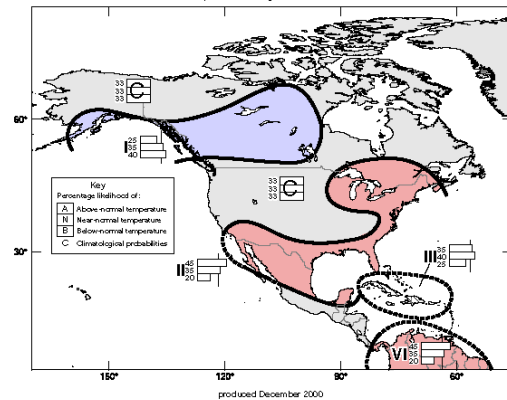 33
33
33
C
60°
I
25
35
40
33
33
33
C
Key
Percentage likelihood of:
A Above-normal temperature
N Near-normal temperature
B Below-normal temperature
C Climatological probabilities
30°
II
45
35
20
III
35
40
25
VI
45
35
20
150°
120°
90°
60°
produced December 2000